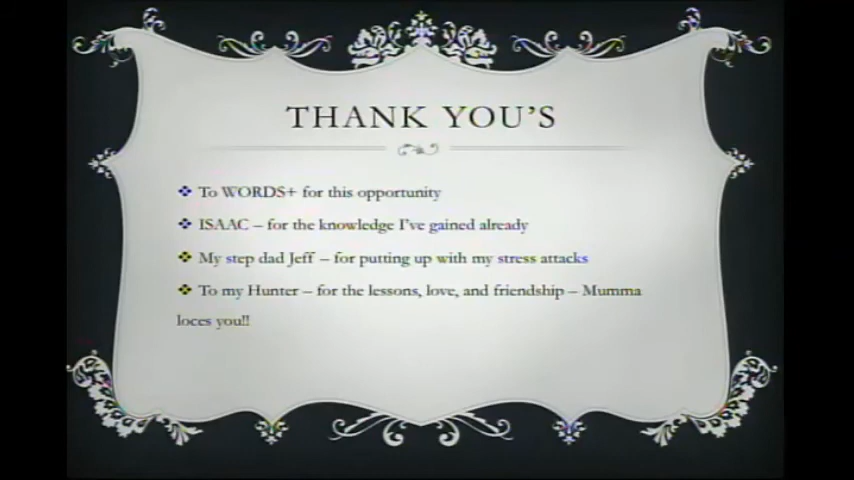 THANK YOU'S
To WORDS+ for this opportunity
ISAAC – for the knowledge I've gained already
My step dad Jeff – for putting up with my stress attacks
To my Hunter – for the lessons, love, and friendship – Mumma
loces you!!